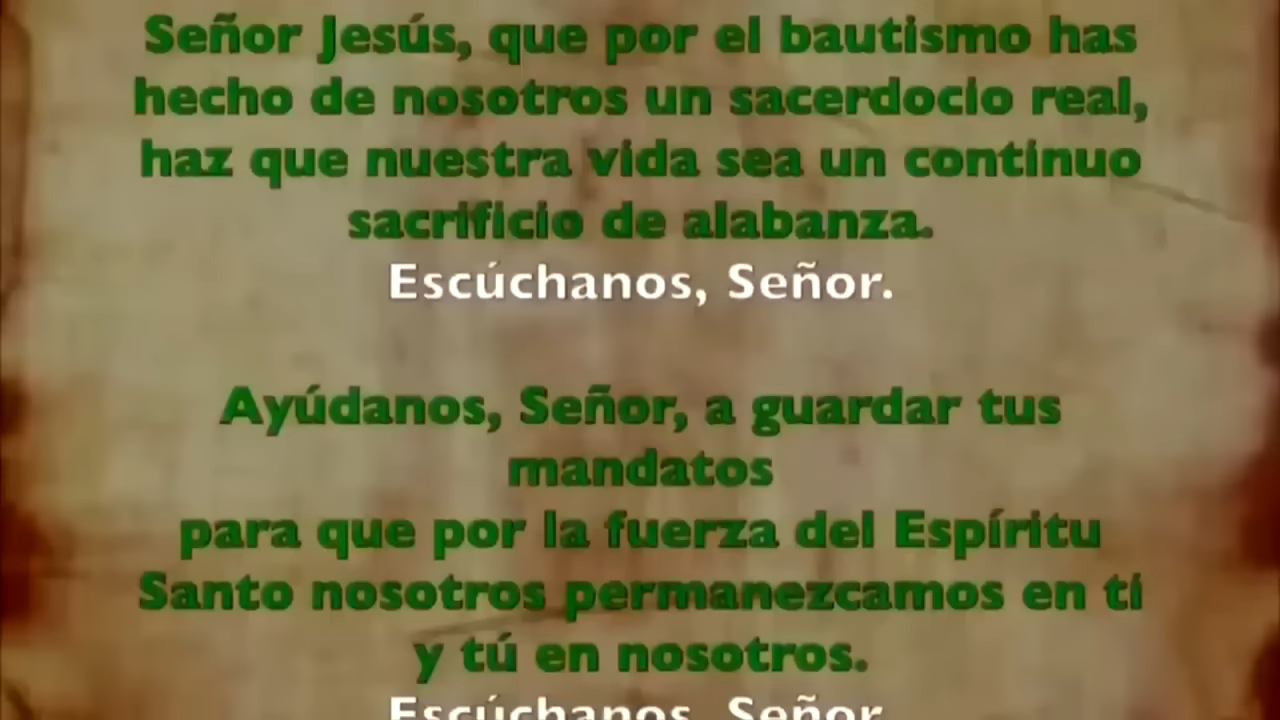 Señor Jesús, que por el bautismo has
hecho de nosotros un sacerdocio real,
haz que nuestra vida sea un continuo
sacrificio de alabanza.
Escúchanos, Señor.
Ayúdanos, Señor, a guardar tus
mandatos
para que por la fuerza del Espíritu
Santo nosotros permanezcamos en ti
y tú en nosotros.
Escúchanos, Señor.